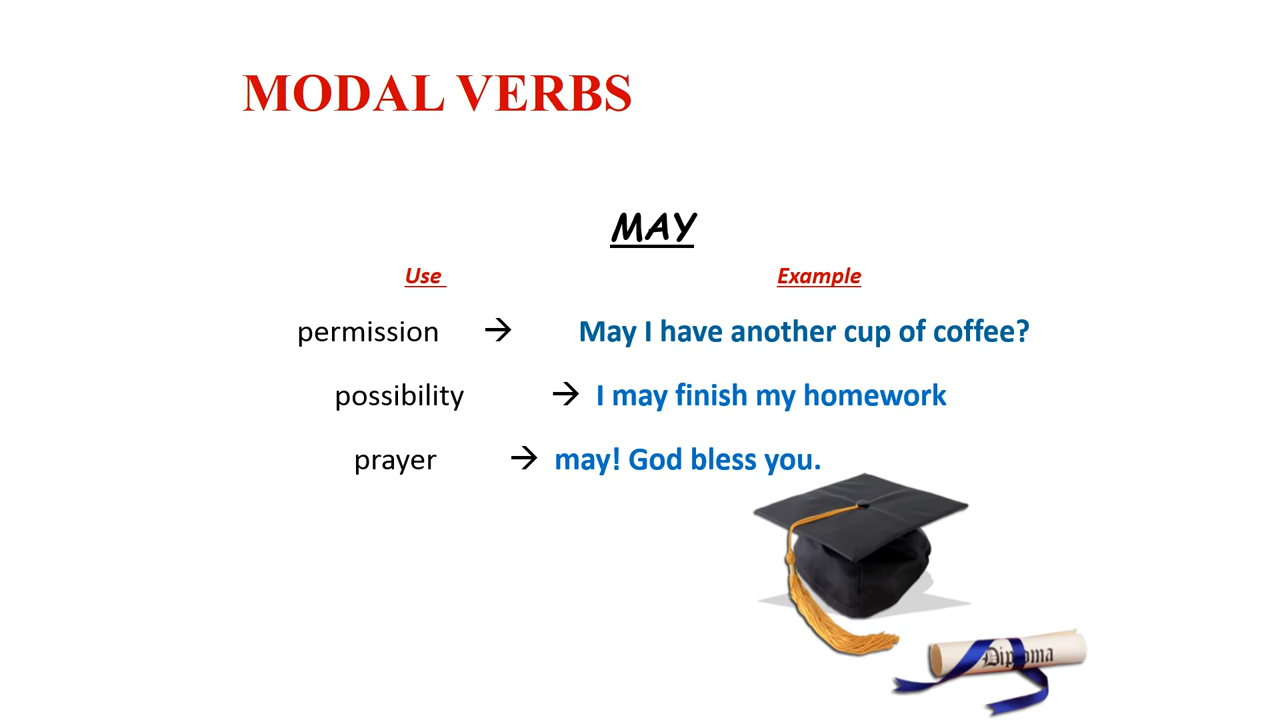 MODAL VERBS
MAY
Use Example
permission → May I have another cup of coffee?
possibility → I may finish my homework
prayer → may! God bless you.
Diploma